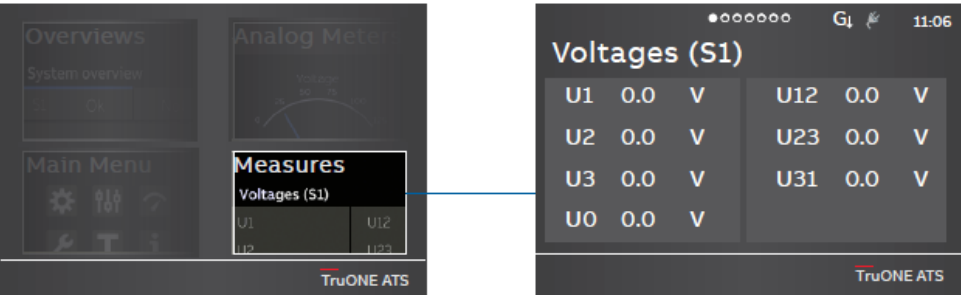 Overviews
System overview
Analog Meter
Voltage
Main Menu
Measures
Voltages (S1)
U1 U12
U2 U23
TruONE ATS
G↓ 11:06
Voltages (S1)
U1 0.0 V U12 0.0 V
U2 0.0 V U23 0.0 V
U3 0.0 V U31 0.0 V
U0 0.0 V
TruONE ATS